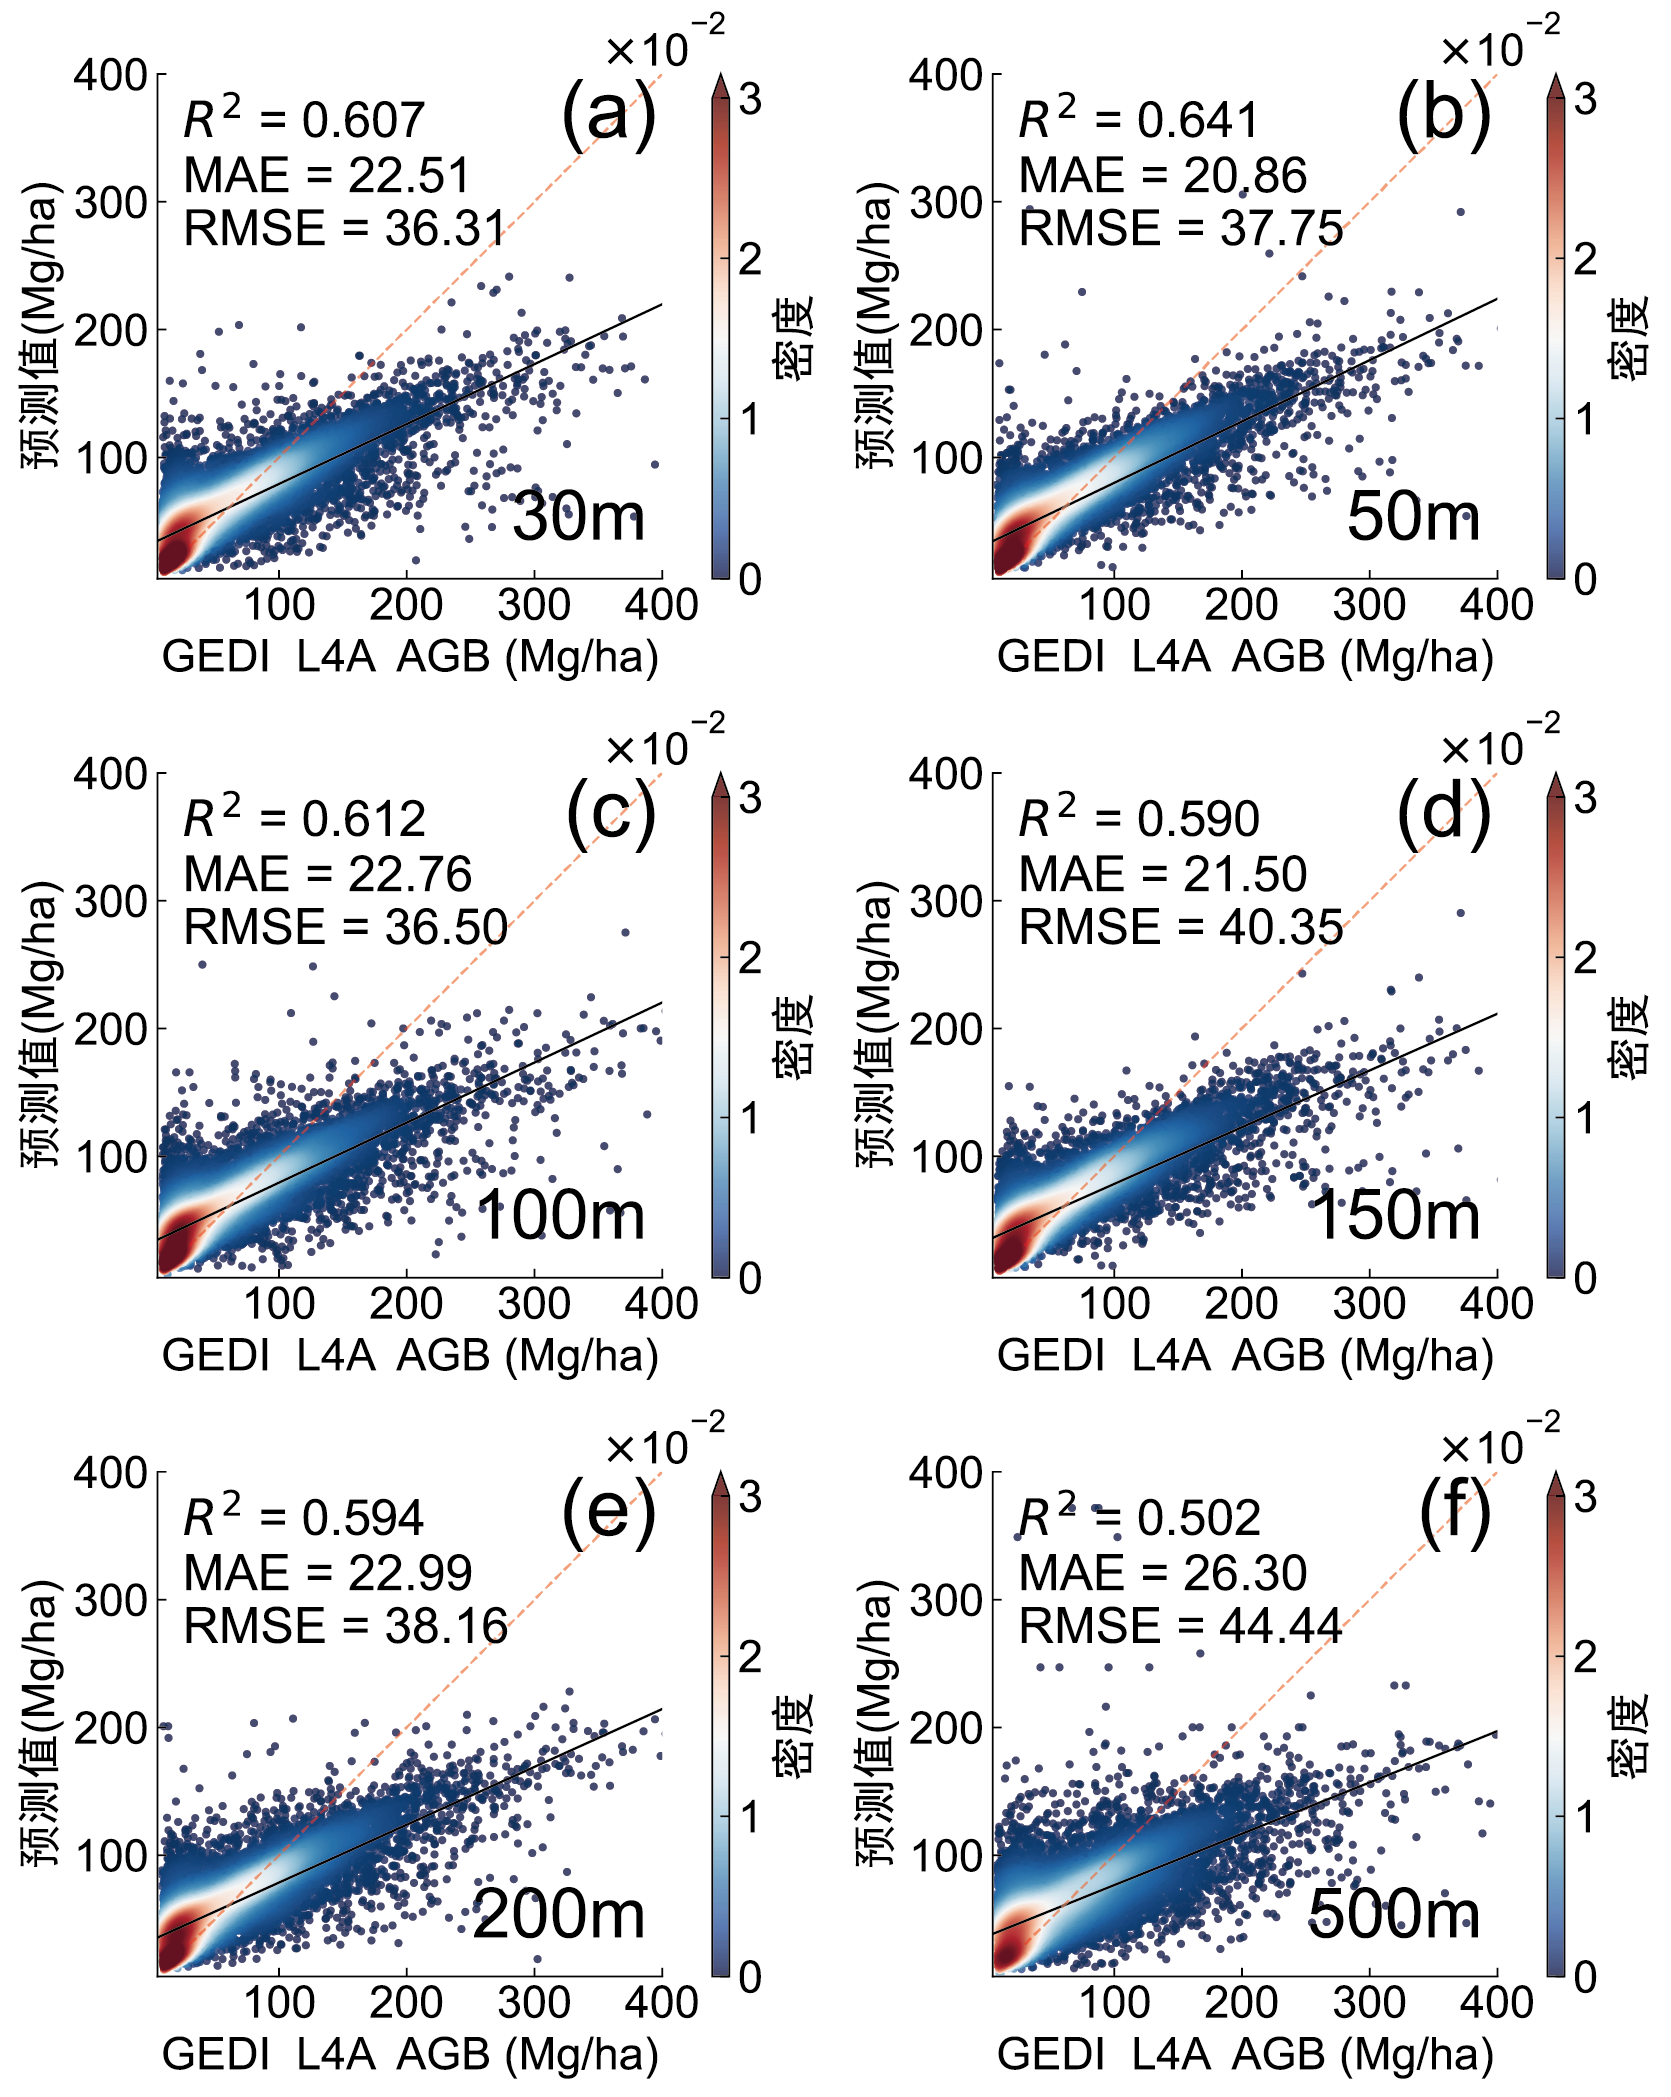 ×10⁻²
400
300
200
100
R² = 0.607
MAE = 22.51
RMSE = 36.31
(a)
30m
3
2
1
0
密度
预测值(Mg/ha)
100 200 300 400
GEDI L4A AGB (Mg/ha)
×10⁻²
400
300
200
100
R² = 0.641
MAE = 20.86
RMSE = 37.75
(b)
50m
3
2
1
0
密度
预测值(Mg/ha)
100 200 300 400
GEDI L4A AGB (Mg/ha)
×10⁻²
400
300
200
100
R² = 0.612
MAE = 22.76
RMSE = 36.50
(c)
100m
3
2
1
0
密度
预测值(Mg/ha)
100 200 300 400
GEDI L4A AGB (Mg/ha)
×10⁻²
400
300
200
100
R² = 0.590
MAE = 21.50
RMSE = 40.35
(d)
150m
3
2
1
0
密度
预测值(Mg/ha)
100 200 300 400
GEDI L4A AGB (Mg/ha)
×10⁻²
400
300
200
100
R² = 0.594
MAE = 22.99
RMSE = 38.16
(e)
200m
3
2
1
0
密度
预测值(Mg/ha)
100 200 300 400
GEDI L4A AGB (Mg/ha)
×10⁻²
400
300
200
100
R² = 0.502
MAE = 26.30
RMSE = 44.44
(f)
500m
3
2
1
0
密度
预测值(Mg/ha)
100 200 300 400
GEDI L4A AGB (Mg/ha)